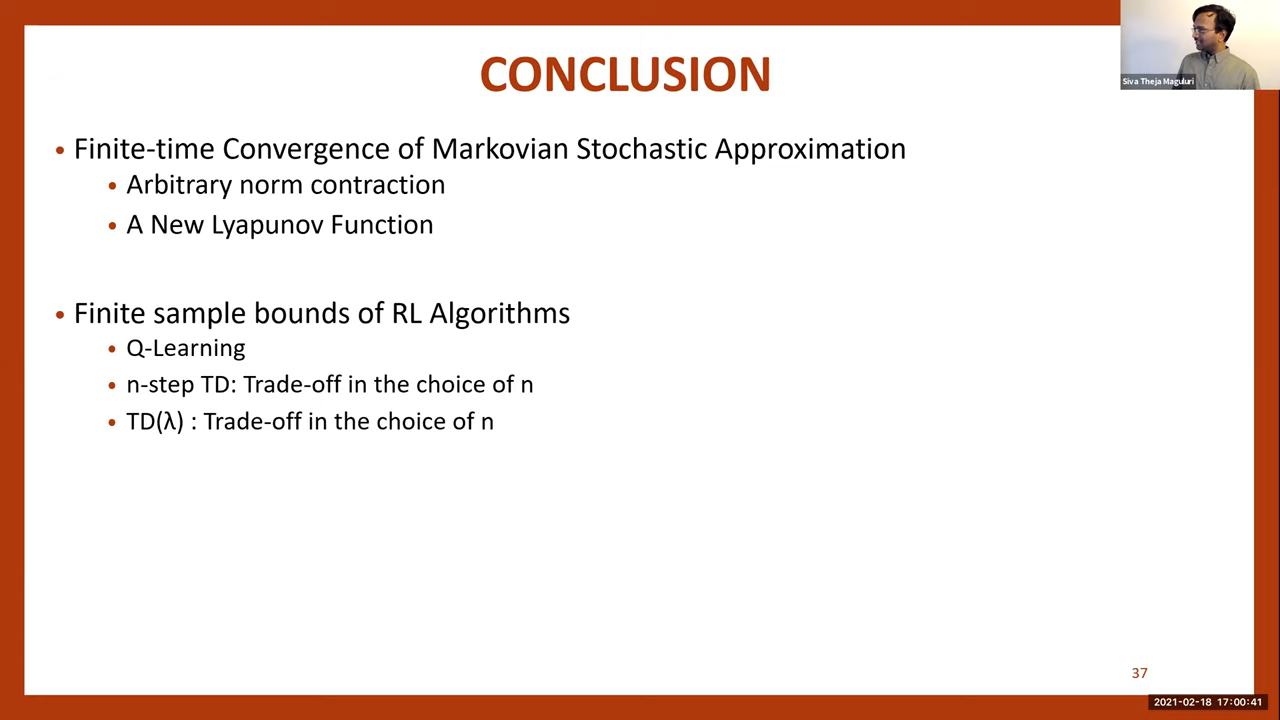 CONCLUSION
• Finite-time Convergence of Markovian Stochastic Approximation
• Arbitrary norm contraction
• A New Lyapunov Function
• Finite sample bounds of RL Algorithms
• Q-Learning
• n-step TD: Trade-off in the choice of n
• TD(λ) : Trade-off in the choice of n
37
Siva Theja Maguluri
2021-02-18 17:00:41